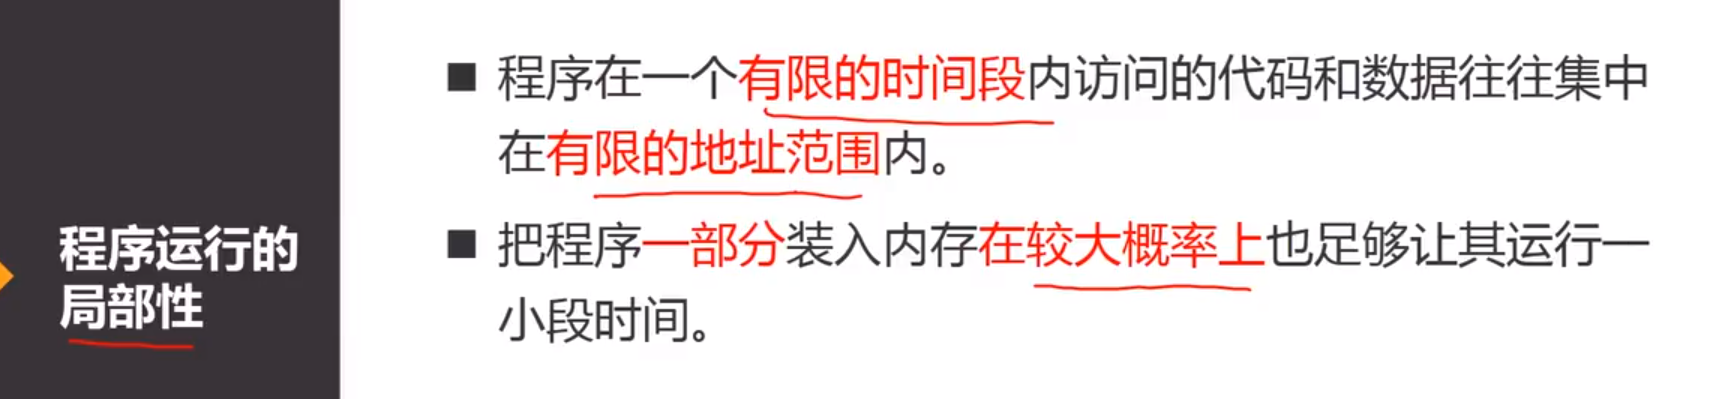 程序运行的
局部性
■ 程序在一个有限的时间段内访问的代码和数据往往集中
在有限的地址范围内。
■ 把程序一部分装入内存在较大概率上也足够让其运行一
小段时间。